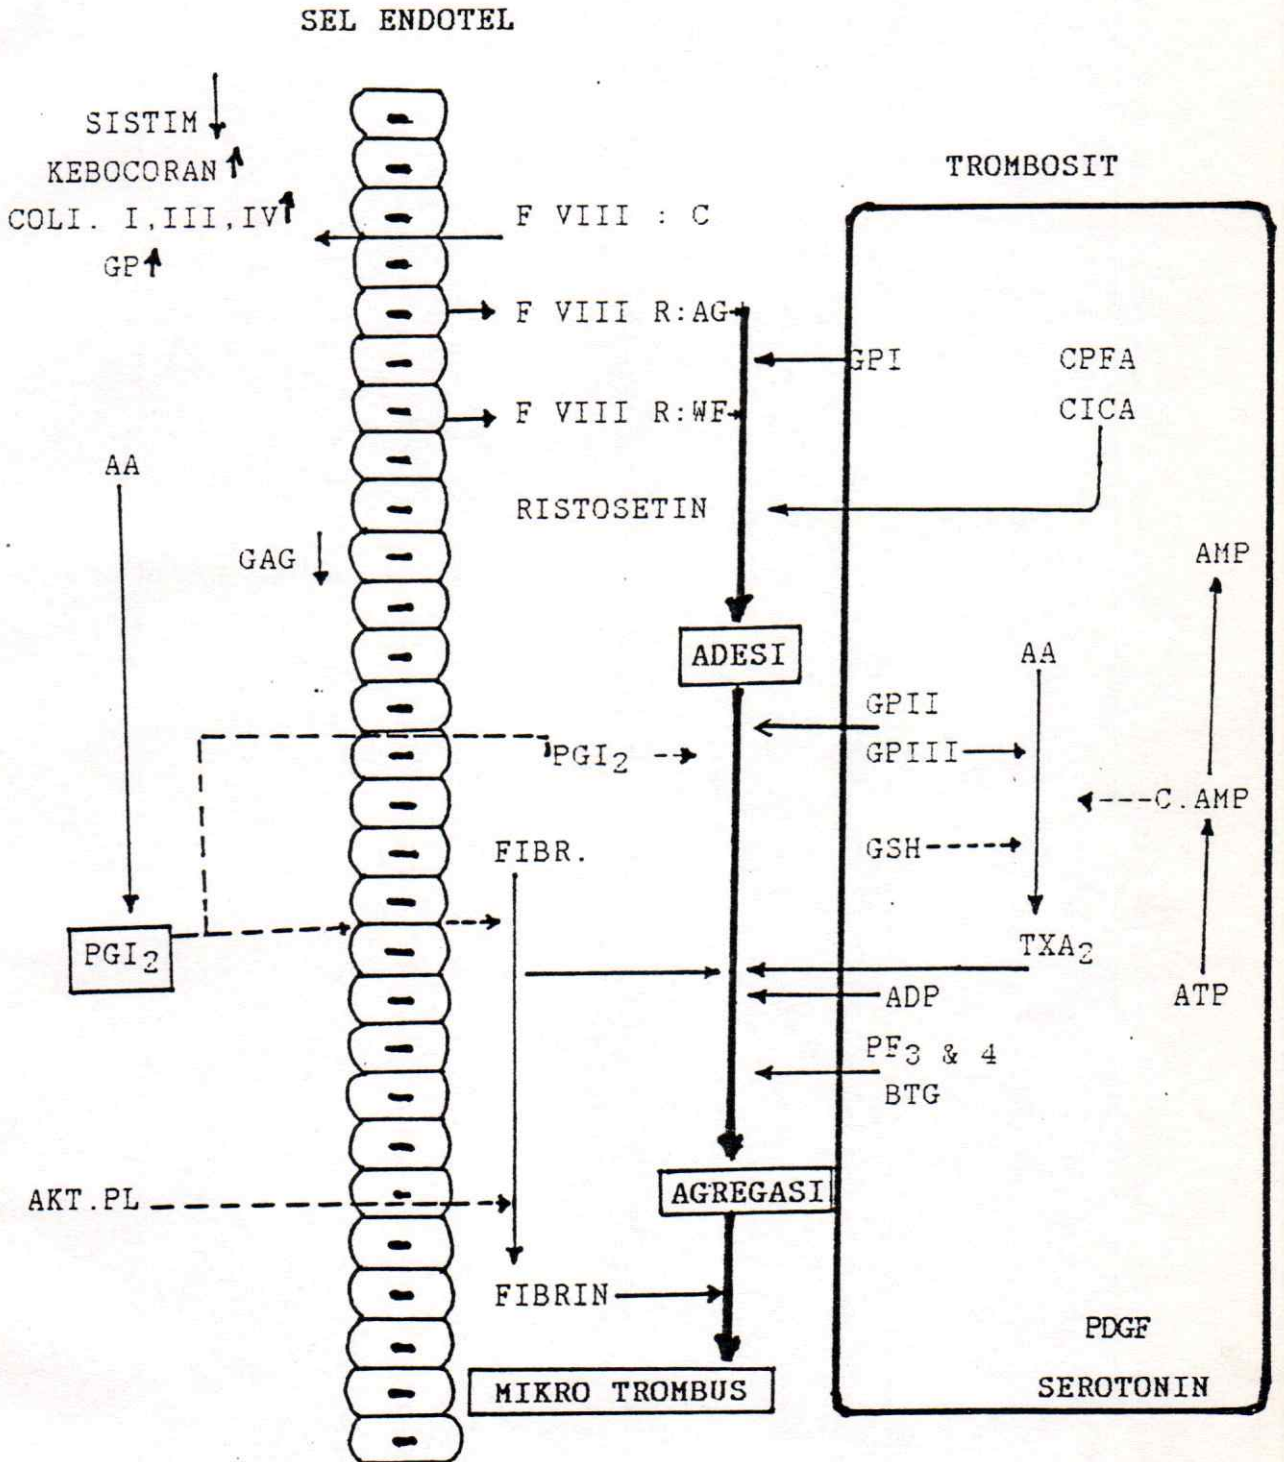 SEL ENDOTEL
SISTIM
KEBOCORAN
COLI. I,III,IV
GP
TROMBOSIT
F VIII : C
F VIII R:AG
GPI
CPFA
CICA
F VIII R:WF
AA
RISTOSETIN
GAG
AMP
ADESI
AA
GPII
GPIII
PGI2
C.AMP
GSH
FIBR.
PGI2
TXA2
ADP
ATP
PF3 & 4
BTG
AKT.PL
AGREGASI
FIBRIN
PDGF
MIKRO TROMBUS
SEROTONIN